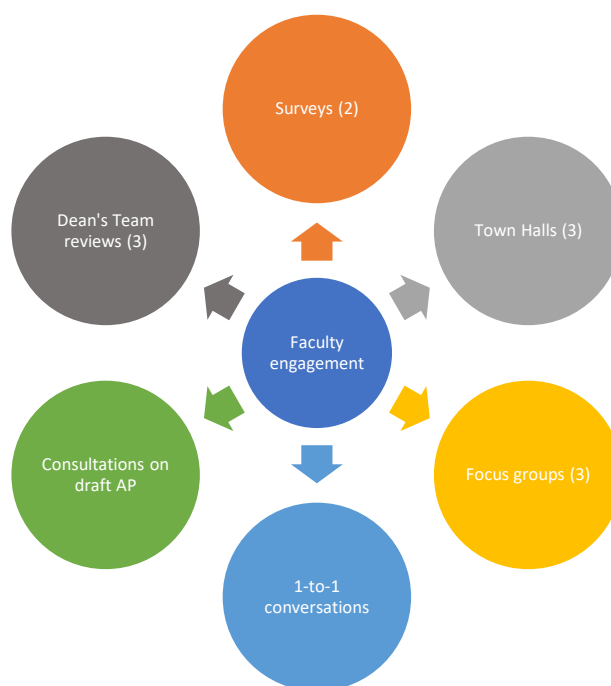 Surveys (2)
Dean's Team
reviews (3)
Town Halls (3)
Faculty
engagement
Consultations on
draft AP
Focus groups (3)
1-to-1
conversations